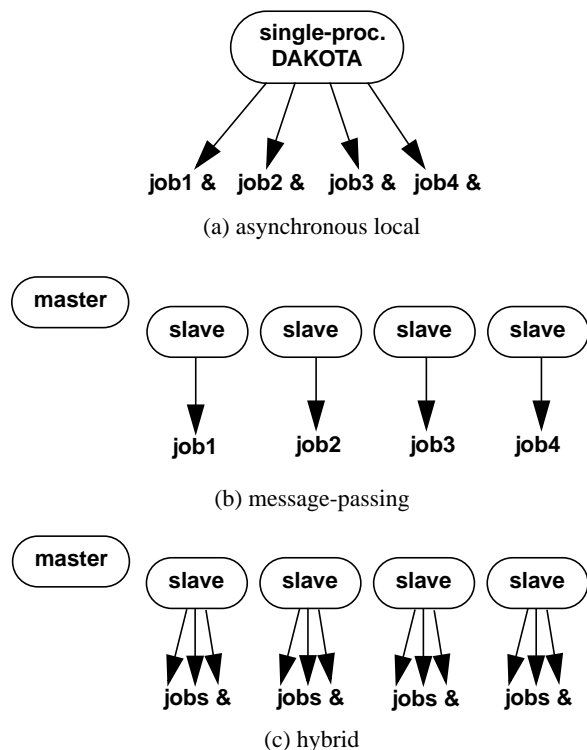 single-proc.
DAKOTA
job1 & job2 & job3 & job4 &
(a) asynchronous local
master
slave slave slave slave
job1 job2 job3 job4
(b) message-passing
master
slave slave slave slave
jobs & jobs & jobs & jobs &
(c) hybrid